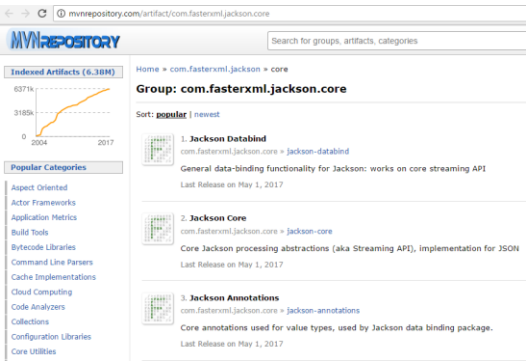 mvnrepository.com/artifact/com.fasterxml.jackson.core
MVNREPOSITORY
Search for groups, artifacts, categories
Indexed Artifacts (6.38M)
6371k
3185k
0
2004
2017
Popular Categories
Aspect Oriented
Actor Frameworks
Application Metrics
Build Tools
Bytecode Libraries
Command Line Parsers
Cache Implementations
Cloud Computing
Code Analyzers
Collections
Configuration Libraries
Core Utilities
Home » com.fasterxml.jackson » core
Group: com.fasterxml.jackson.core
Sort: popular | newest
1. Jackson Databind
com.fasterxml.jackson.core » jackson-databind
General data-binding functionality for Jackson: works on core streaming API
Last Release on May 1, 2017
2. Jackson Core
com.fasterxml.jackson.core » jackson-core
Core Jackson processing abstractions (aka Streaming API), implementation for JSON
Last Release on May 1, 2017
3. Jackson Annotations
com.fasterxml.jackson.core » jackson-annotations
Core annotations used for value types, used by Jackson data binding package.
Last Release on May 1, 2017